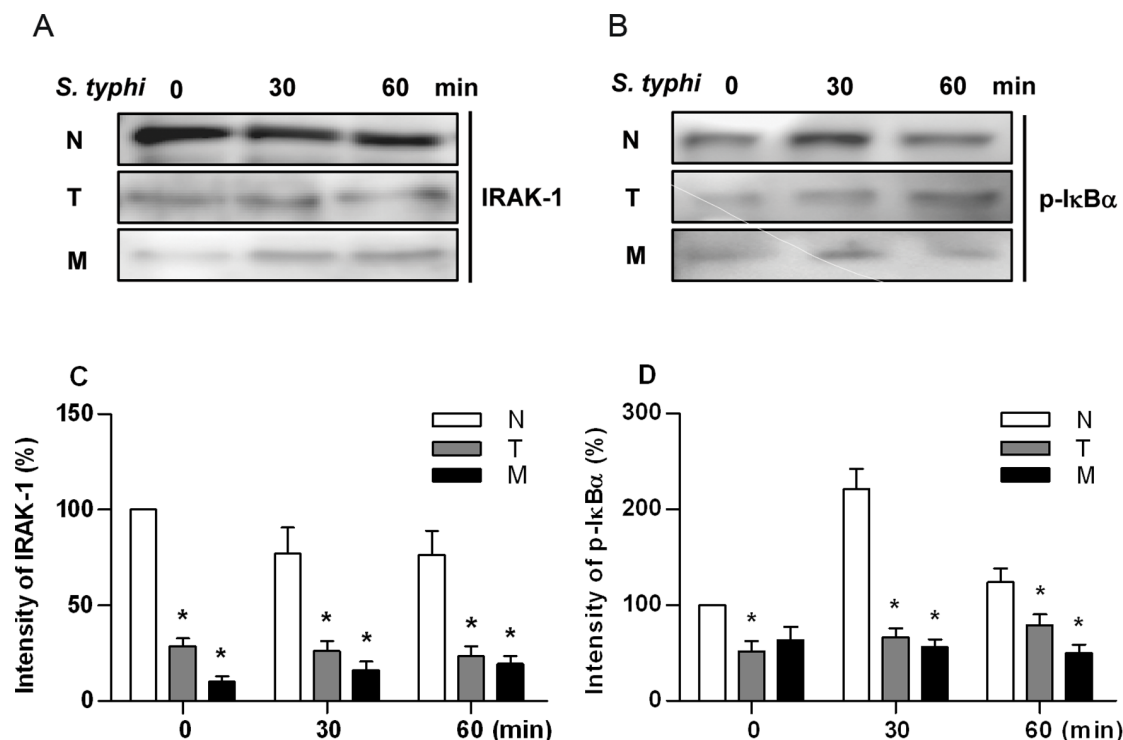 A
S. typhi 0 30 60 min
N
T
M
IRAK-1
B
S. typhi 0 30 60 min
N
T
M
p-IκBα
C
Intensity of IRAK-1 (%)
150
100
50
0
N
T
M
* *
* *
* *
0 30 60 (min)
D
Intensity of p-IκBα (%)
300
200
100
0
N
T
M
*
* *
* *
0 30 60 (min)